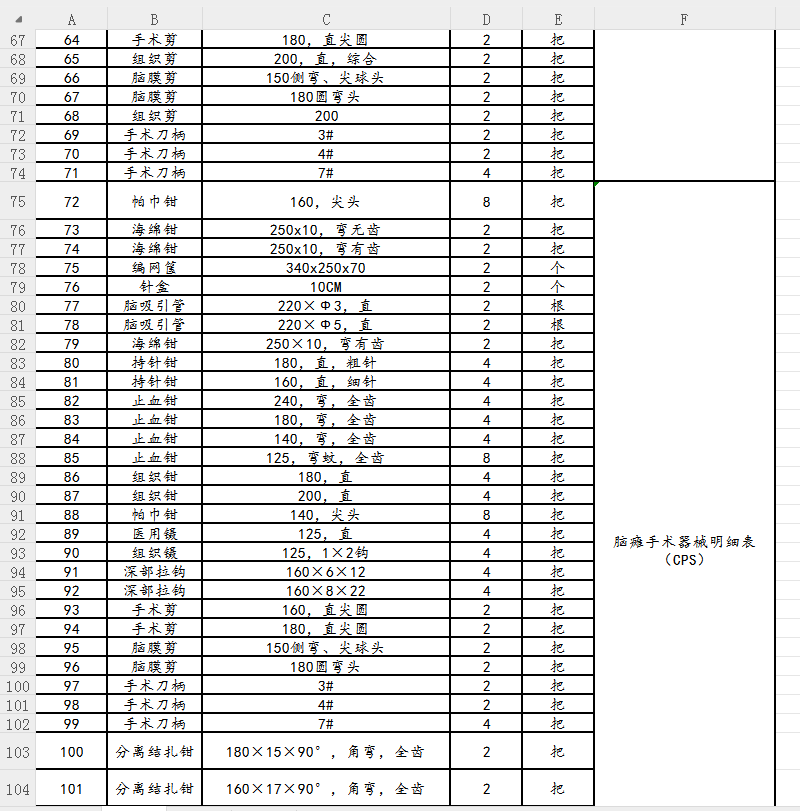 A B C D E F
67 64 手术剪 180, 直尖圆 2 把
68 65 组织剪 200, 直, 综合 2 把
69 66 脑膜剪 150侧弯、尖球头 2 把
70 67 脑膜剪 180圆弯头 2 把
71 68 组织剪 200 2 把
72 69 手术刀柄 3# 2 把
73 70 手术刀柄 4# 2 把
74 71 手术刀柄 7# 4 把
75 72 帕巾钳 160, 尖头 8 把
76 73 海绵钳 250x10, 弯无齿 2 把
77 74 海绵钳 250x10, 弯有齿 2 把
78 75 编网筐 340x250x70 2 个
79 76 针盒 10CM 2 个
80 77 脑吸引管 220×Φ3, 直 2 根
81 78 脑吸引管 220×Φ5, 直 2 根
82 79 海绵钳 250×10, 弯有齿 2 把
83 80 持针钳 180, 直, 粗针 4 把
84 81 持针钳 160, 直, 细针 4 把
85 82 止血钳 240, 弯, 全齿 4 把
86 83 止血钳 180, 弯, 全齿 4 把
87 84 止血钳 140, 弯, 全齿 4 把
88 85 止血钳 125, 弯蚊, 全齿 8 把
89 86 组织钳 180, 直 4 把
90 87 组织钳 200, 直 4 把
91 88 帕巾钳 140, 尖头 8 把
92 89 医用镊 125, 直 4 把
93 90 组织镊 125, 1×2钩 4 把
94 91 深部拉钩 160×6×12 4 把
95 92 深部拉钩 160×8×22 4 把
96 93 手术剪 160, 直尖圆 2 把
97 94 手术剪 180, 直尖圆 2 把
98 95 脑膜剪 150侧弯、尖球头 2 把
99 96 脑膜剪 180圆弯头 2 把
100 97 手术刀柄 3# 2 把
101 98 手术刀柄 4# 2 把
102 99 手术刀柄 7# 4 把
103 100 分离结扎钳 180×15×90°, 角弯, 全齿 2 把
104 101 分离结扎钳 160×17×90°, 角弯, 全齿 2 把
脑瘫手术器械明细表
（CPS）